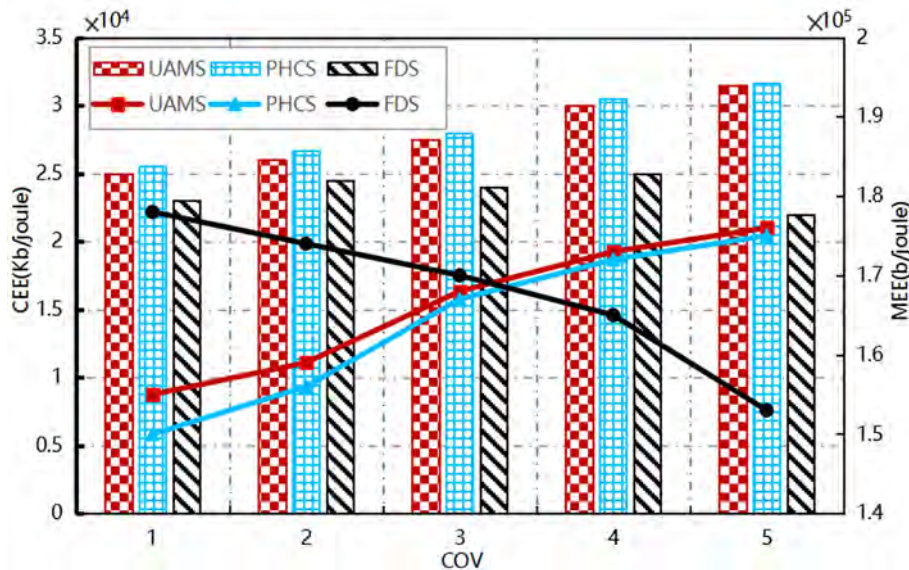 ×10⁴
×10⁵
3.5
3
2.5
2
1.5
1
0.5
0
CEE(Kb/joule)
UAMS PHCS FDS
UAMS PHCS FDS
2
1.9
1.8
1.7
1.6
1.5
1.4
MEE(b/joule)
1 2 3 4 5
COV